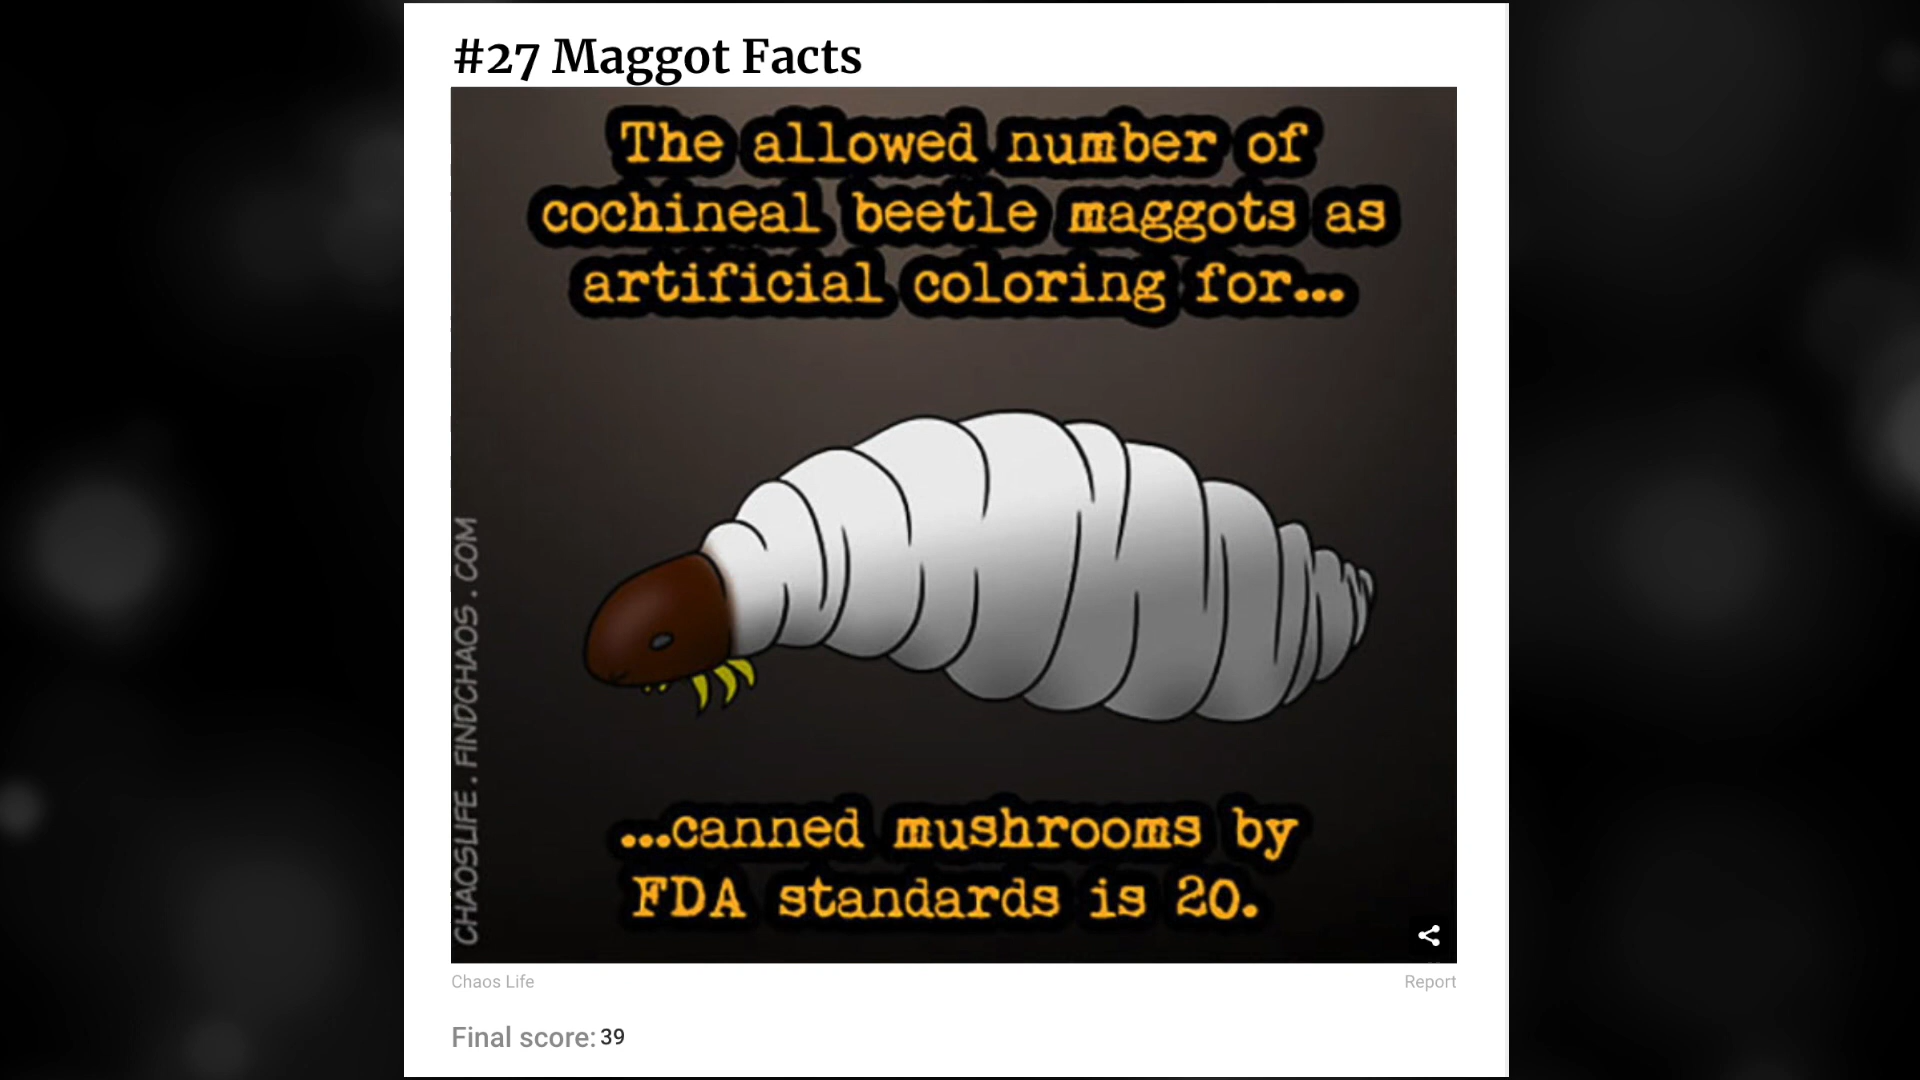 #27 Maggot Facts
The allowed number of
cochineal beetle maggots as
artificial coloring for...
...canned mushrooms by
FDA standards is 20.
CHAOSLIFE.FINDCHAOS.COM
Chaos Life
Report
Final score: 39